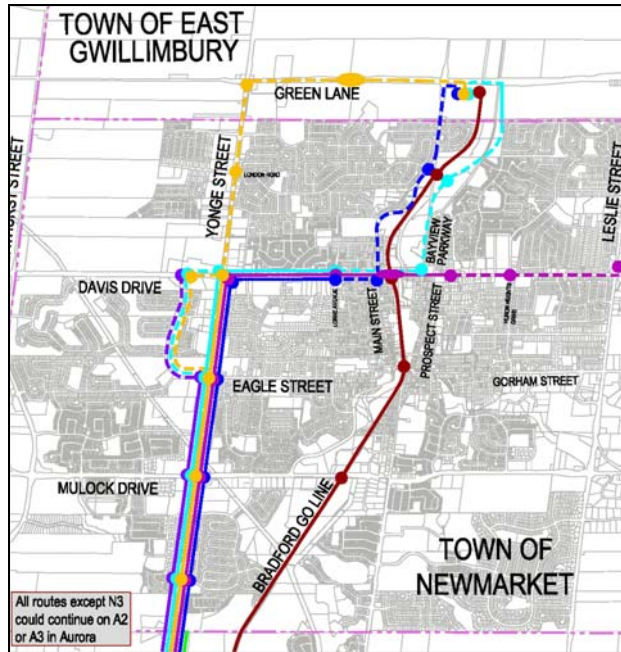 TOWN OF EAST
GWILLIMBURY
GREEN LANE
YONGE STREET
LONDON ROAD
LESLIE STREET
BAYVIEW
PARKWAY
DAVIS DRIVE
MAIN STREET
PROSPECT STREET
EAGLE STREET
GORHAM STREET
MULOCK DRIVE
BRADFORD GO LINE
TOWN OF
NEWMARKET
All routes except N3
could continue on A2
or A3 in Aurora